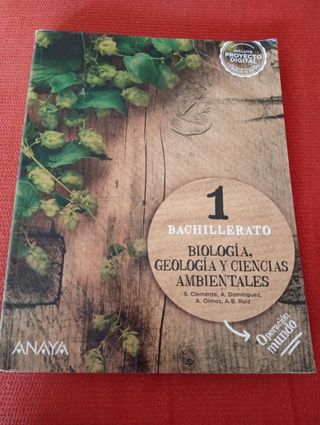 INCLUYE
PROYECTO
DIGITAL
1
BACHILLERATO
BIOLOGÍA,
GEOLOGÍA Y CIENCIAS
AMBIENTALES
S. Clemente, A. Domínguez,
A. Olmos, A.B. Ruiz
ANAYA
Operación
mundo